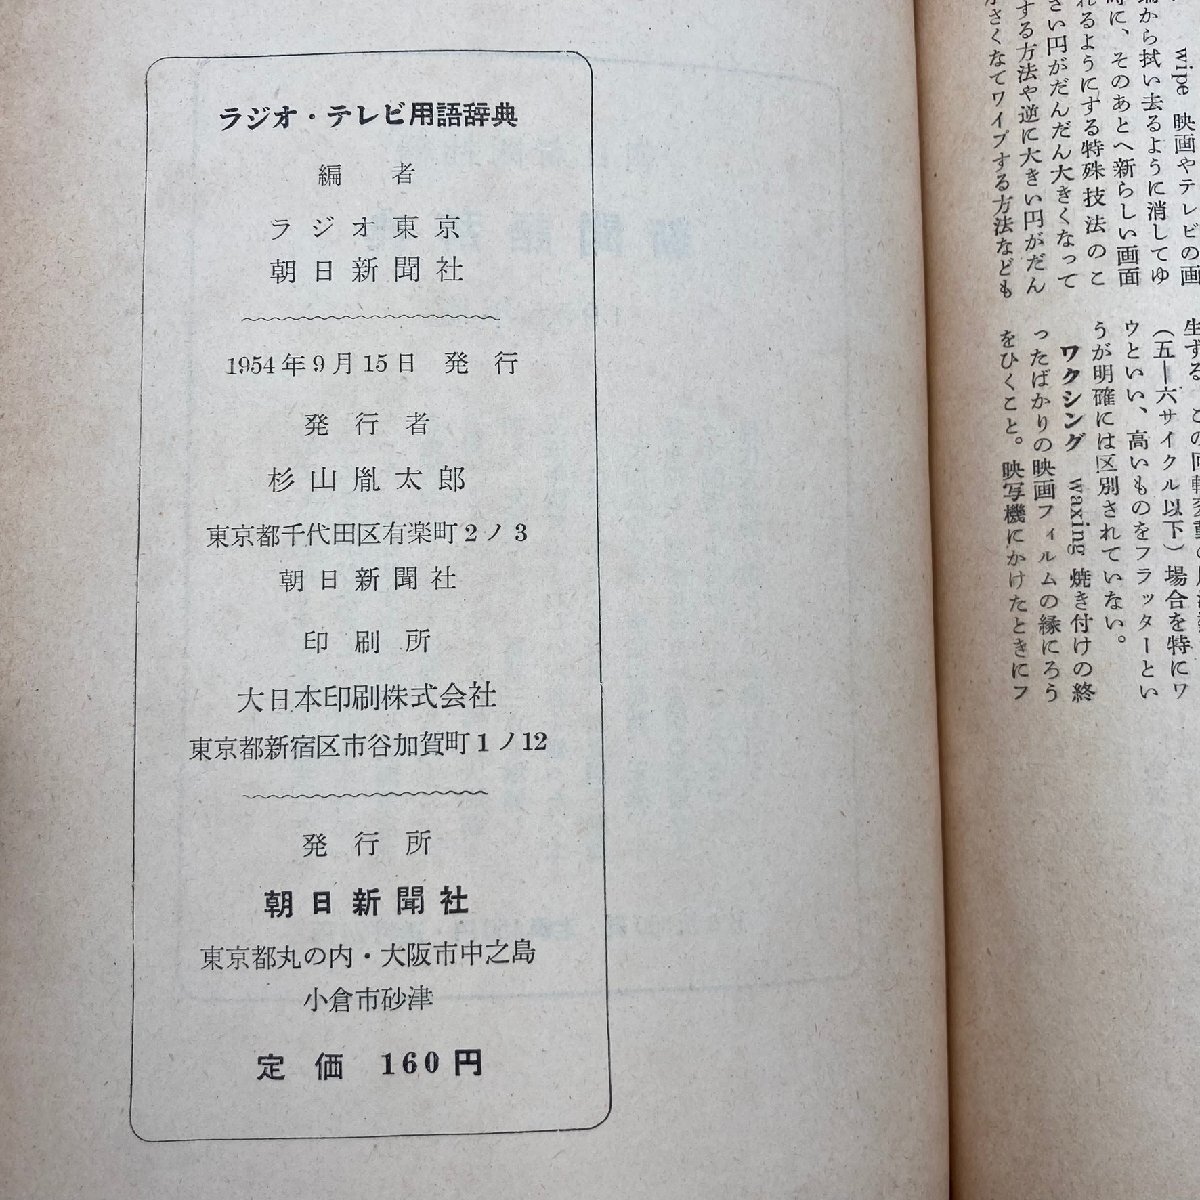 ラジオ・テレビ用語辞典
編者
ラジオ東京
朝日新聞社
1954年9月15日 発行
発行者
杉山胤太郎
東京都千代田区有楽町2ノ3
朝日新聞社
印刷所
大日本印刷株式会社
東京都新宿区市谷加賀町1ノ12
発行所
朝日新聞社
東京都丸の内・大阪市中之島
小倉市砂津
定価 160円
wipe 映画やテレビの画
端から拭い去るように消してゆ
時に、そのあとへ新らしい画面
れるようにする特殊技法のこ
さい円がだんだん大きくなって
する方法や逆に大きい円がだん
さくなてワイプする方法なども
(五―六サイクル以下)場合を特にワ
ウといい、高いものをフラッターとい
うが明確には区別されていない。
ワクシング waxing 焼き付けの終
ったばかりの映画フィルムの縁にろう
をひくこと。映写機にかけたときにフ